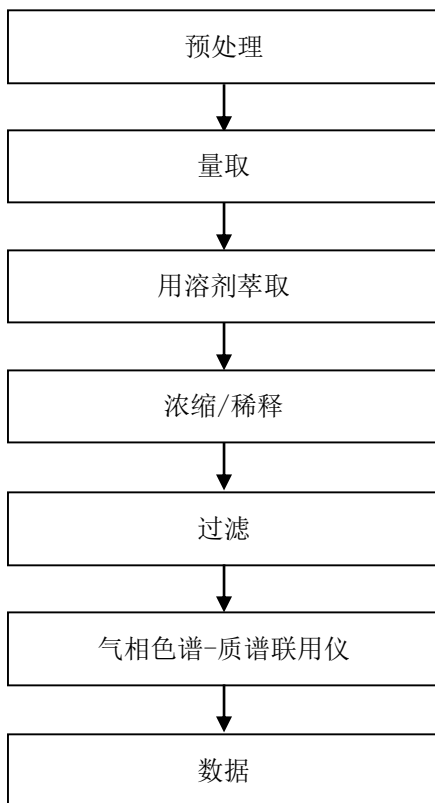 预处理
量取
用溶剂萃取
浓缩/稀释
过滤
气相色谱-质谱联用仪
数据